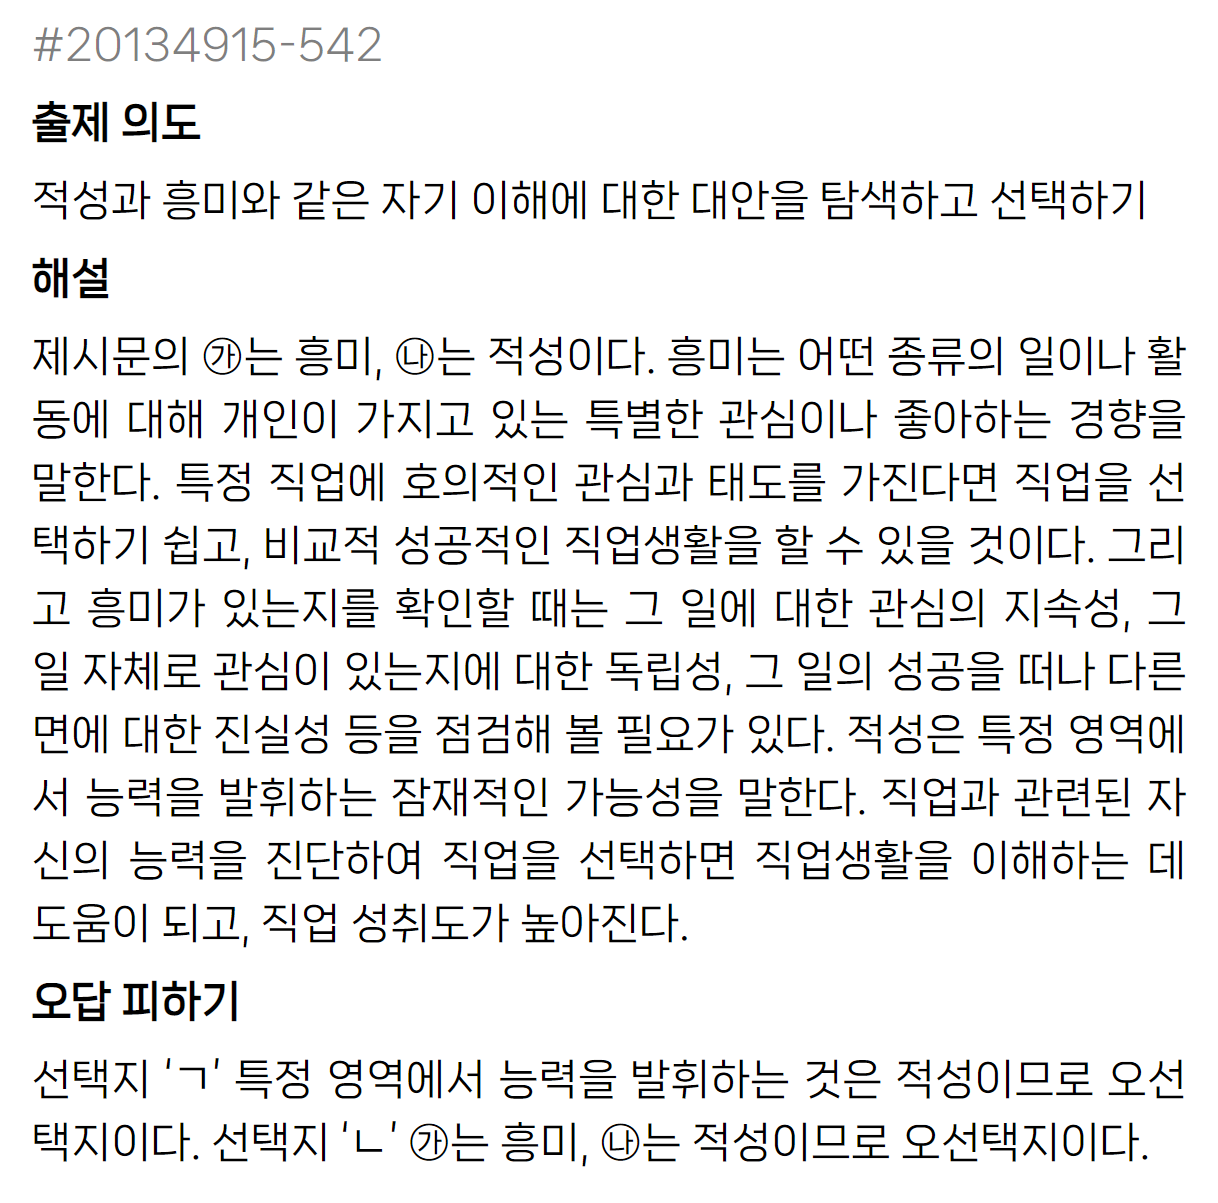 #20134915-542
출제 의도
적성과 흥미와 같은 자기 이해에 대한 대안을 탐색하고 선택하기
해설
제시문의 ㉮는 흥미, ㉯는 적성이다. 흥미는 어떤 종류의 일이나 활
동에 대해 개인이 가지고 있는 특별한 관심이나 좋아하는 경향을
말한다. 특정 직업에 호의적인 관심과 태도를 가진다면 직업을 선
택하기 쉽고, 비교적 성공적인 직업생활을 할 수 있을 것이다. 그리
고 흥미가 있는지를 확인할 때는 그 일에 대한 관심의 지속성, 그
일 자체로 관심이 있는지에 대한 독립성, 그 일의 성공을 떠나 다른
면에 대한 진실성 등을 점검해 볼 필요가 있다. 적성은 특정 영역에
서 능력을 발휘하는 잠재적인 가능성을 말한다. 직업과 관련된 자
신의 능력을 진단하여 직업을 선택하면 직업생활을 이해하는 데
도움이 되고, 직업 성취도가 높아진다.
오답 피하기
선택지 ‘ㄱ’ 특정 영역에서 능력을 발휘하는 것은 적성이므로 오선
택지이다. 선택지 ‘ㄴ’ ㉮는 흥미, ㉯는 적성이므로 오선택지이다.